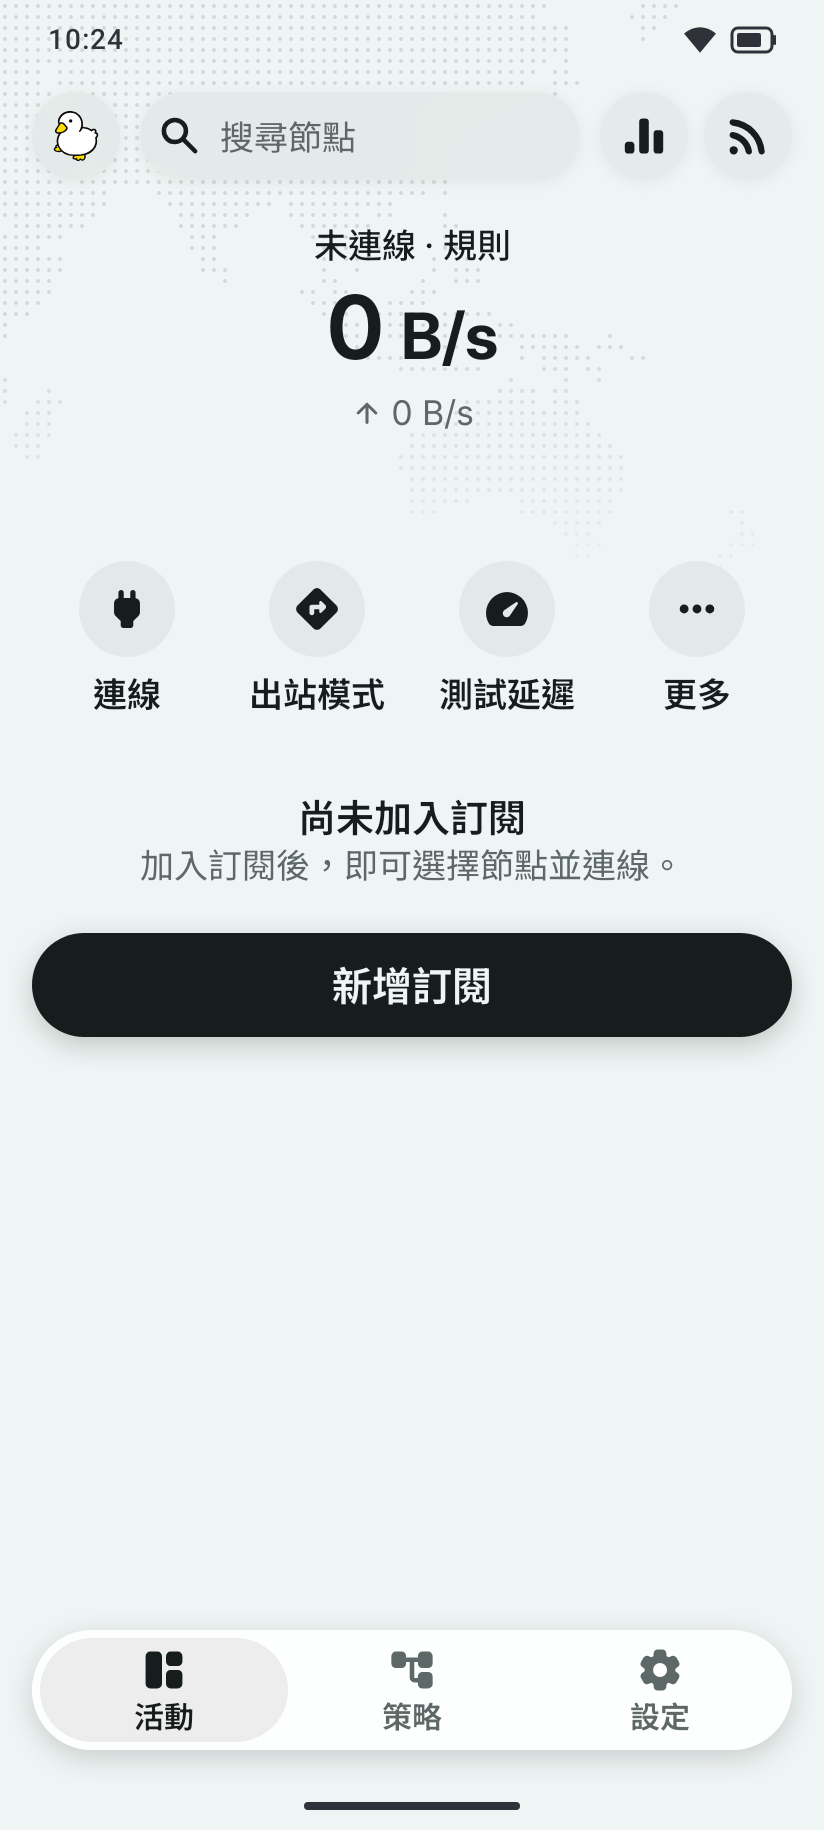 10:24
搜尋節點
未連線 · 規則
0 B/s
↑ 0 B/s
連線
出站模式
測試延遲
更多
尚未加入訂閱
加入訂閱後，即可選擇節點並連線。
新增訂閱
活動
策略
設定